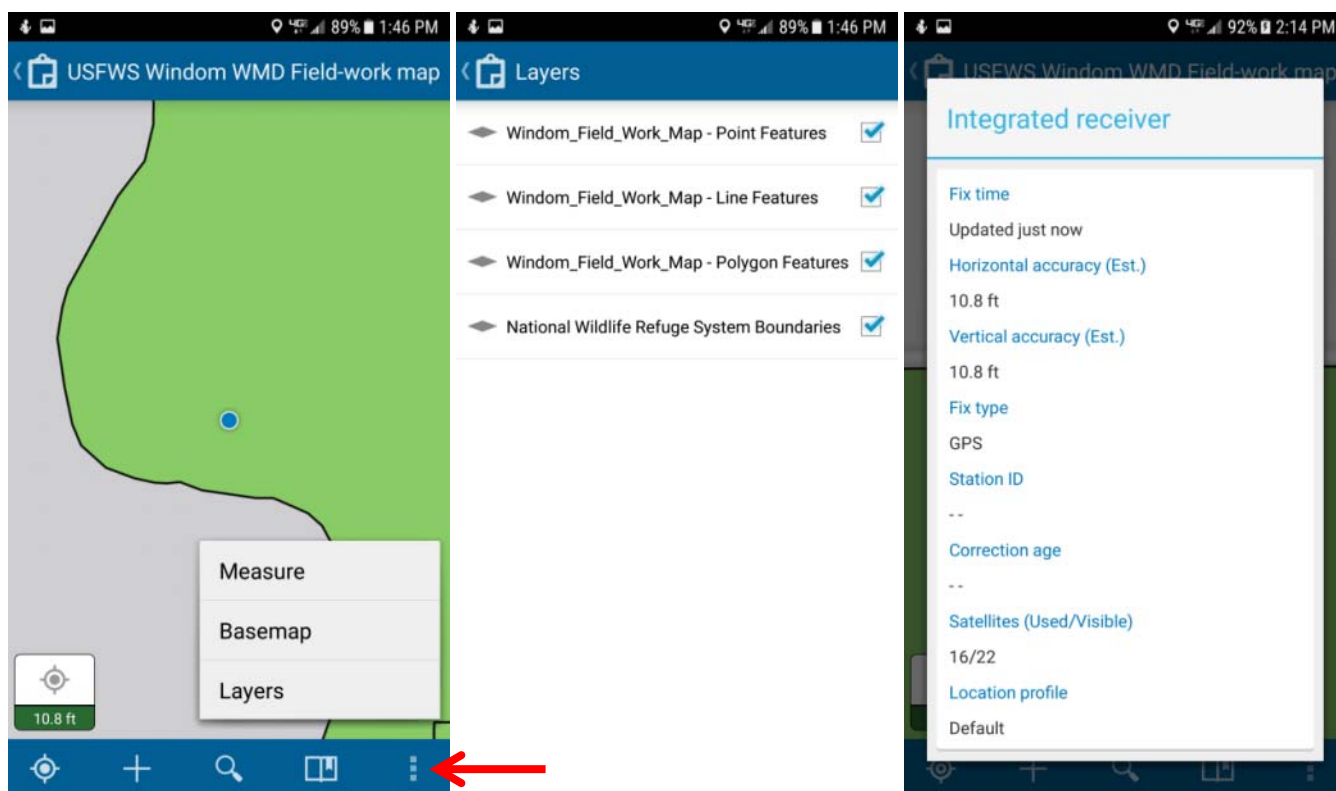 89% 1:46 PM
USFWS Windom WMD Field-work map
Measure
Basemap
Layers
10.8 ft
89% 1:46 PM
Layers
Windom_Field_Work_Map - Point Features
Windom_Field_Work_Map - Line Features
Windom_Field_Work_Map - Polygon Features
National Wildlife Refuge System Boundaries
92% 2:14 PM
USFWS Windom WMD Field-work map
Integrated receiver
Fix time
Updated just now
Horizontal accuracy (Est.)
10.8 ft
Vertical accuracy (Est.)
10.8 ft
Fix type
GPS
Station ID
- -
Correction age
- -
Satellites (Used/Visible)
16/22
Location profile
Default